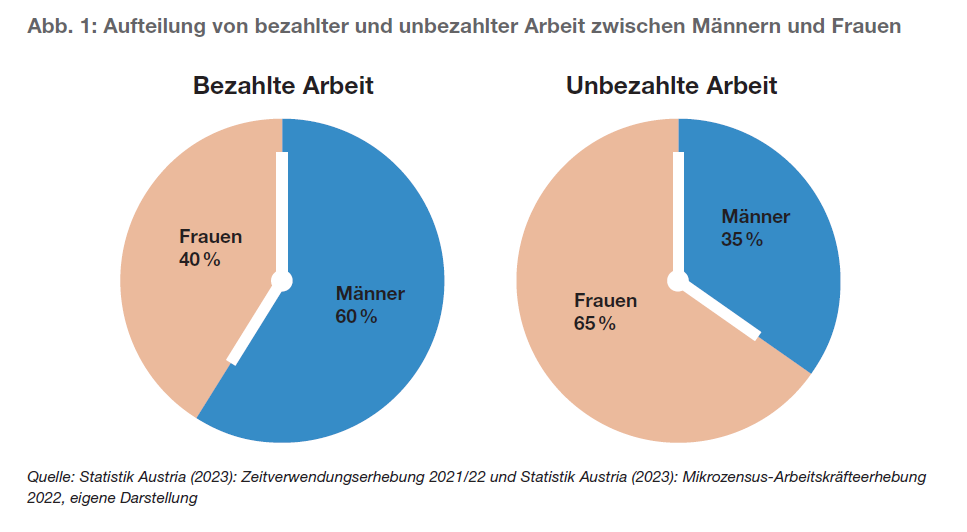 Abb. 1: Aufteilung von bezahlter und unbezahlter Arbeit zwischen Männern und Frauen
Bezahlte Arbeit
Frauen
40 %
Männer
60 %
Unbezahlte Arbeit
Männer
35 %
Frauen
65 %
Quelle: Statistik Austria (2023): Zeitverwendungserhebung 2021/22 und Statistik Austria (2023): Mikrozensus-Arbeitskräfteerhebung
2022, eigene Darstellung